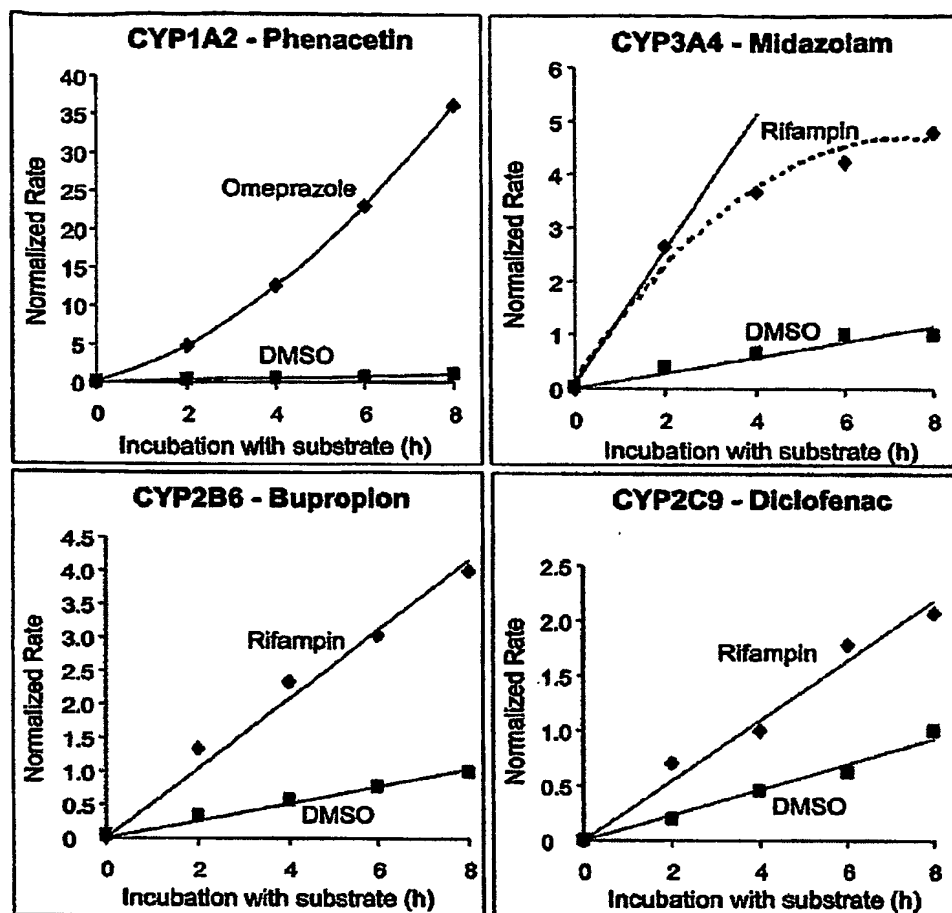 CYP1A2 - Phenacetin
Normalized Rate
40
35
30
25
20
15
10
5
0
Omeprazole
DMSO
0 2 4 6 8
Incubation with substrate (h)
CYP3A4 - Midazolam
Normalized Rate
6
5
4
3
2
1
0
Rifampin
DMSO
0 2 4 6 8
Incubation with substrate (h)
CYP2B6 - Bupropion
Normalized Rate
4.5
4.0
3.5
3.0
2.5
2.0
1.5
1.0
0.5
0
Rifampin
DMSO
0 2 4 6 8
Incubation with substrate (h)
CYP2C9 - Diclofenac
Normalized Rate
2.5
2.0
1.5
1.0
0.5
0
Rifampin
DMSO
0 2 4 6 8
Incubation with substrate (h)